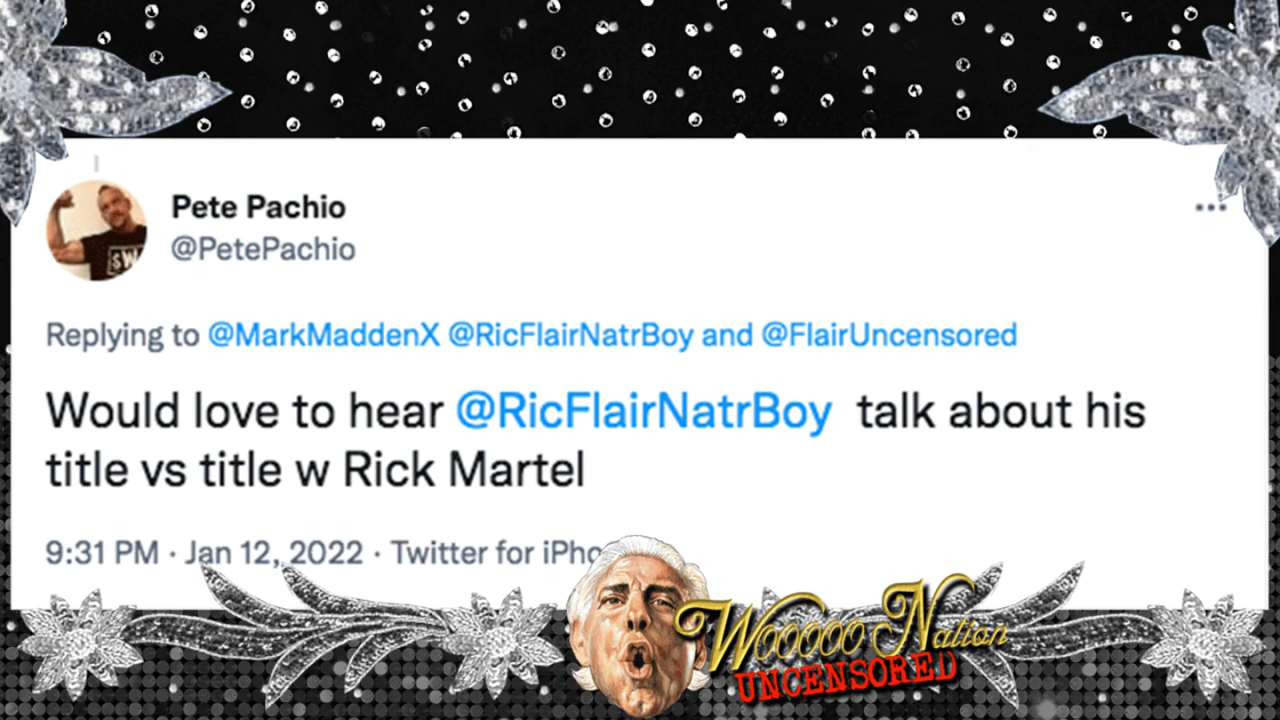 Pete Pachio
@PetePachio
Replying to @MarkMaddenX @RicFlairNatrBoy and @FlairUncensored
Would love to hear @RicFlairNatrBoy talk about his
title vs title w Rick Martel
9:31 PM · Jan 12, 2022 · Twitter for iPho
Wooooo Nation
UNCENSORED